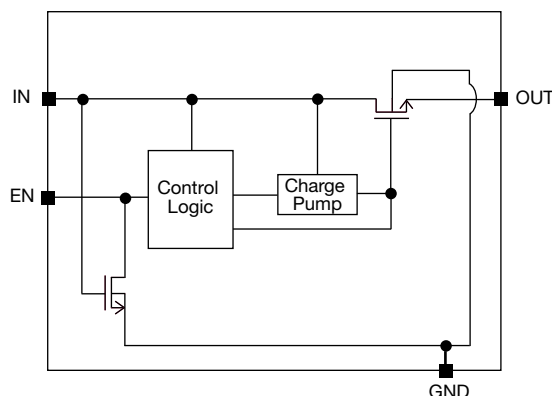 IN
OUT
EN
Control
Logic
Charge
Pump
GND